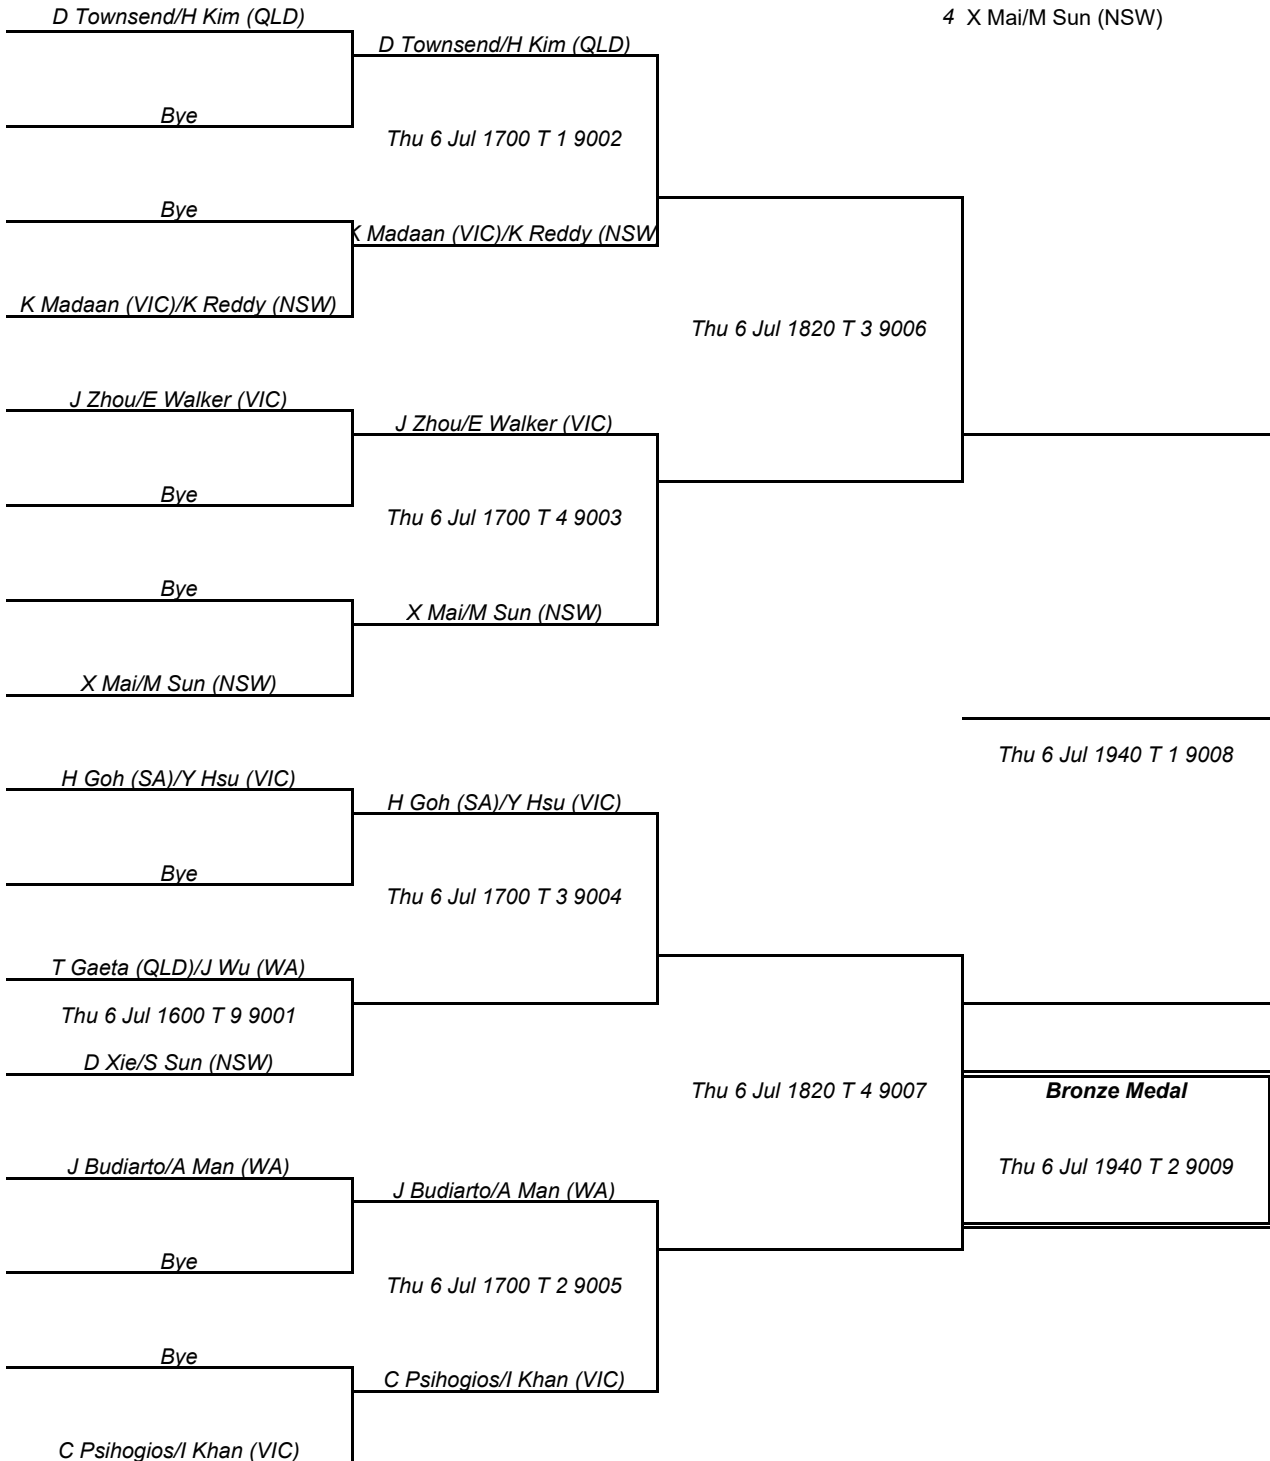 D Townsend/H Kim (QLD)
4 X Mai/M Sun (NSW)
D Townsend/H Kim (QLD)
Bye
Thu 6 Jul 1700 T 1 9002
Bye
K Madaan (VIC)/K Reddy (NSW
K Madaan (VIC)/K Reddy (NSW)
Thu 6 Jul 1820 T 3 9006
J Zhou/E Walker (VIC)
J Zhou/E Walker (VIC)
Bye
Thu 6 Jul 1700 T 4 9003
Bye
X Mai/M Sun (NSW)
X Mai/M Sun (NSW)
Thu 6 Jul 1940 T 1 9008
H Goh (SA)/Y Hsu (VIC)
H Goh (SA)/Y Hsu (VIC)
Bye
Thu 6 Jul 1700 T 3 9004
T Gaeta (QLD)/J Wu (WA)
Thu 6 Jul 1600 T 9 9001
D Xie/S Sun (NSW)
Thu 6 Jul 1820 T 4 9007
Bronze Medal
J Budiarto/A Man (WA)
Thu 6 Jul 1940 T 2 9009
J Budiarto/A Man (WA)
Bye
Thu 6 Jul 1700 T 2 9005
Bye
C Psihogios/I Khan (VIC)
C Psihogios/I Khan (VIC)